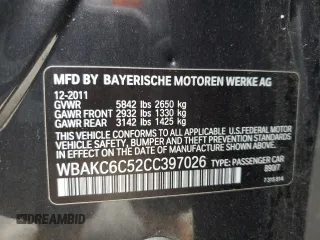 MFD BY BAYERISCHE MOTOREN WERKE AG
12-2011
GVWR 5842 lbs 2650 kg
GAWR FRONT 2932 lbs 1330 kg
GAWR REAR 3142 lbs 1425 kg
THIS VEHICLE CONFORMS TO ALL APPLICABLE
U.S. FEDERAL MOTOR VEHICLE SAFETY, BUMPER,
AND THEFT PREVENTION STANDARDS IN EFFECT
ON THE DATE OF MANUFACTURE SHOWN ABOVE.
WBAKC6C52CC397026 TYPE: PASSENGER CAR
DREAMBID